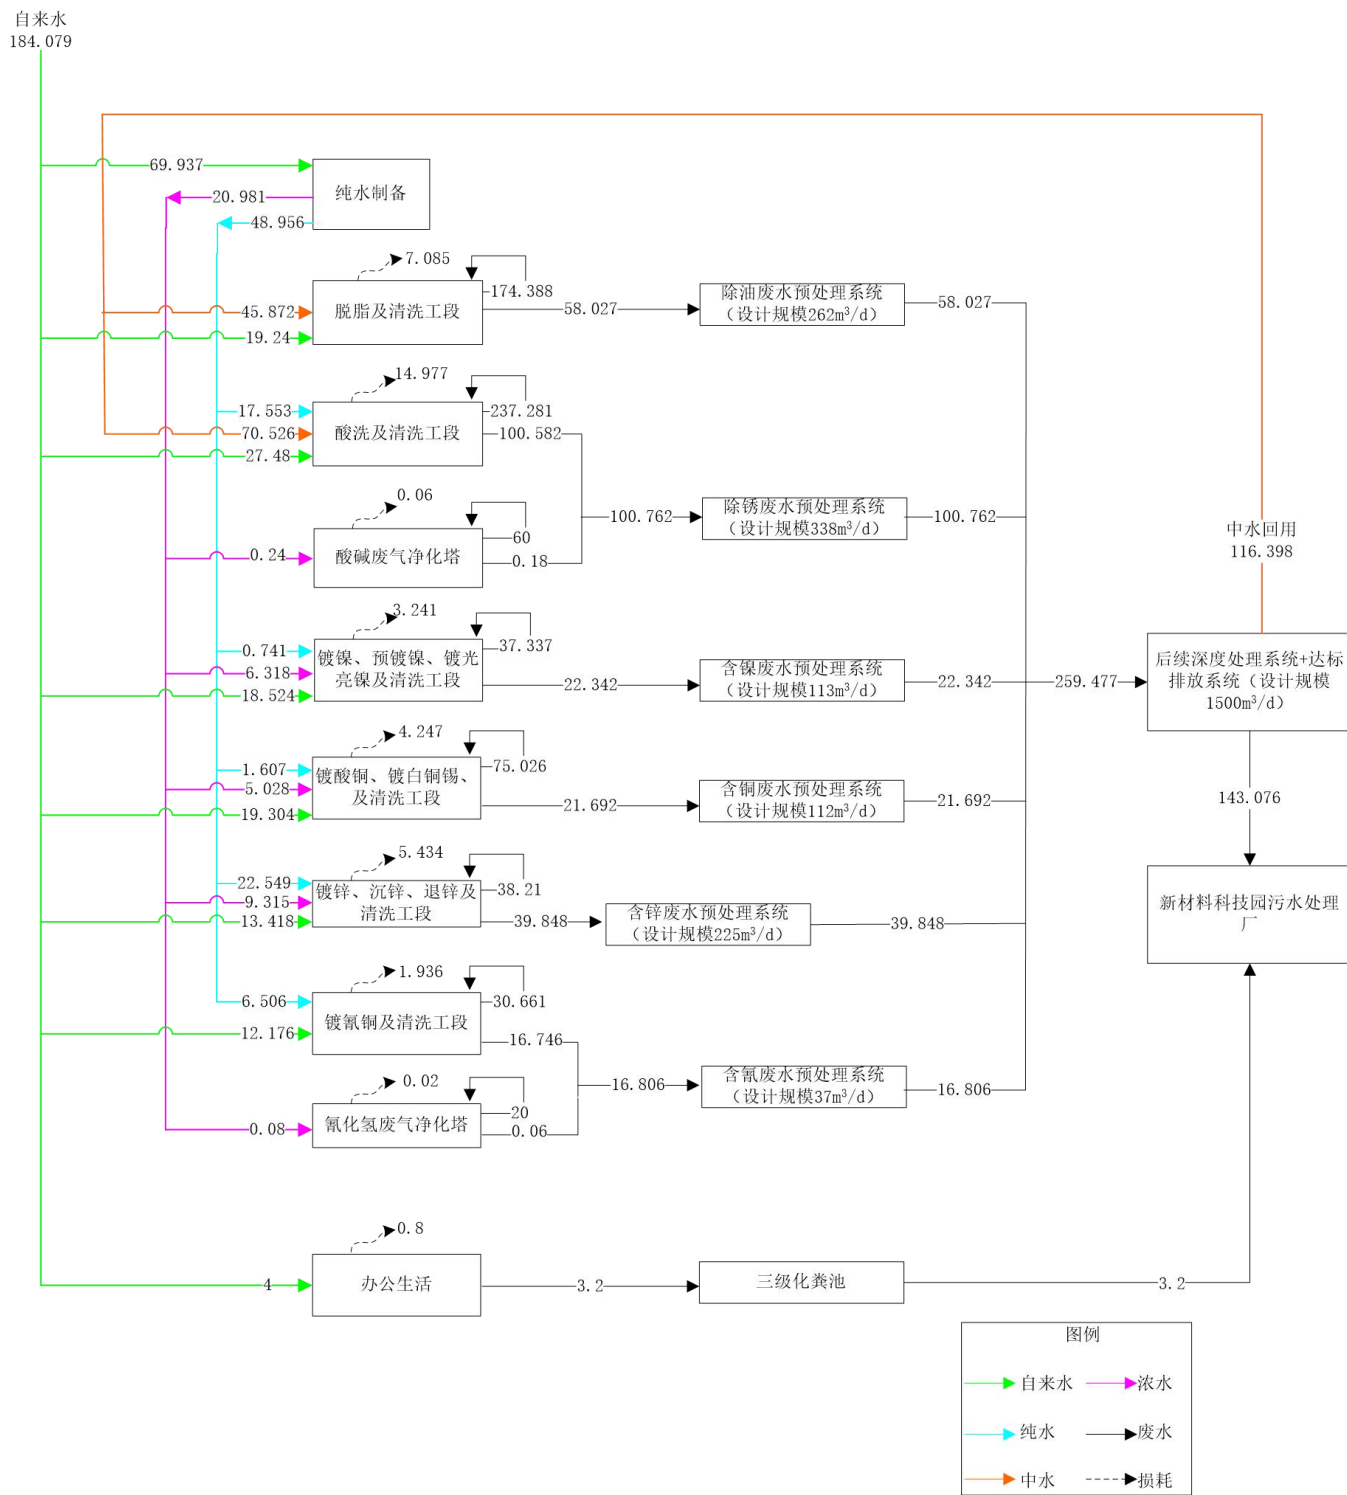 自来水
184.079
69.937
纯水制备
20.981
48.956
7.085
174.388
脱脂及清洗工段
45.872
19.24
58.027
除油废水预处理系统
（设计规模262m³/d）
58.027
14.977
237.281
17.553
酸洗及清洗工段
70.526
100.582
27.48
0.06
60
酸碱废气净化塔
0.24
0.18
100.762
除锈废水预处理系统
（设计规模338m³/d）
100.762
中水回用
116.398
3.241
37.337
0.741
镀镍、预镀镍、镀光
亮镍及清洗工段
6.318
18.524
22.342
含镍废水预处理系统
（设计规模113m³/d）
22.342
259.477
后续深度处理系统+达标
排放系统（设计规模
1500m³/d）
4.247
75.026
1.607
镀酸铜、镀白铜锡、
及清洗工段
5.028
19.304
21.692
含铜废水预处理系统
（设计规模112m³/d）
21.692
143.076
5.434
38.21
22.549
镀锌、沉锌、退锌及
清洗工段
9.315
13.418
39.848
含锌废水预处理系统
（设计规模225m³/d）
39.848
新材料科技园污水处理
厂
1.936
30.661
6.506
镀氰铜及清洗工段
12.176
16.746
0.02
20
氰化氢废气净化塔
0.08
0.06
16.806
含氰废水预处理系统
（设计规模37m³/d）
16.806
0.8
4
办公生活
3.2
三级化粪池
3.2
图例
自来水
浓水
纯水
废水
中水
损耗